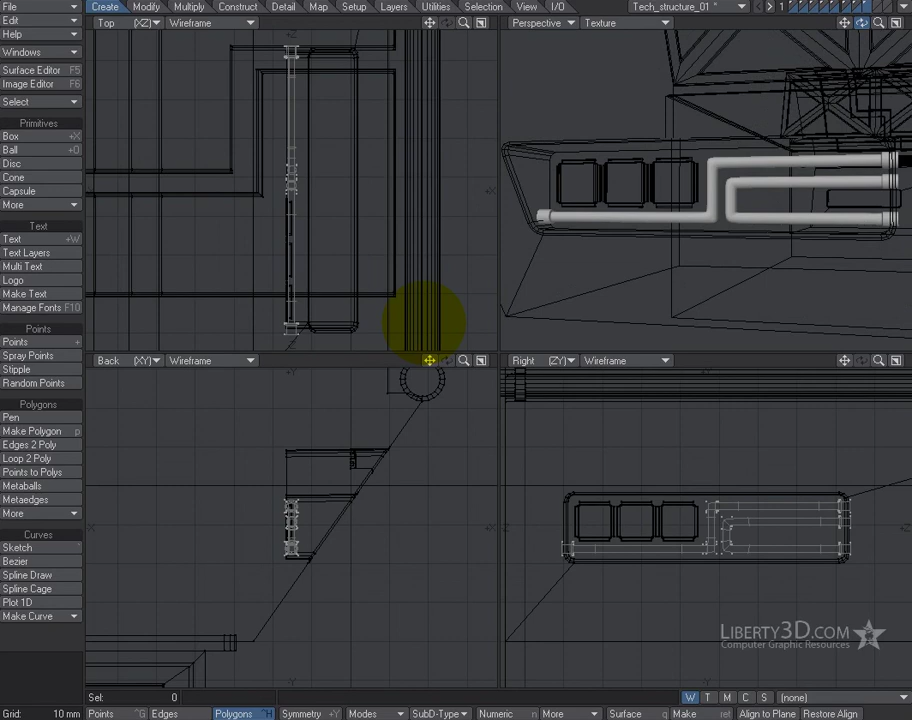 File Create Modify Multiply Construct Detail Map Setup Layers Utilities Selection View I/O Tech_structure_01 *
Edit Top (XZ) Wireframe Perspective Texture
Help
Windows
Surface Editor F5
Image Editor F6
Select
Primitives
Box +X
Ball +O
Disc
Cone
Capsule
More
Text
Text +W
Text Layers
Multi Text
Logo
Make Text
Manage Fonts F10
Points
Points +
Spray Points
Stipple
Back (XY) Wireframe Right (ZY) Wireframe
Random Points
Polygons
Pen
Make Polygon p
Edges 2 Poly
Loop 2 Poly
Points to Polys
Metaballs
Metaedges
More
Curves
Sketch
Bezier
Spline Draw
Spline Cage
Plot 1D
Make Curve
LIBERTY3D.COM
Computer Graphic Resources
Sel: 0 W T M C S (none)
Grid: 10 mm Points ^G Edges Polygons ^H Symmetry +Y Modes SubD-Type Numeric n More Surface q Make ret Align to Plane Restore Align